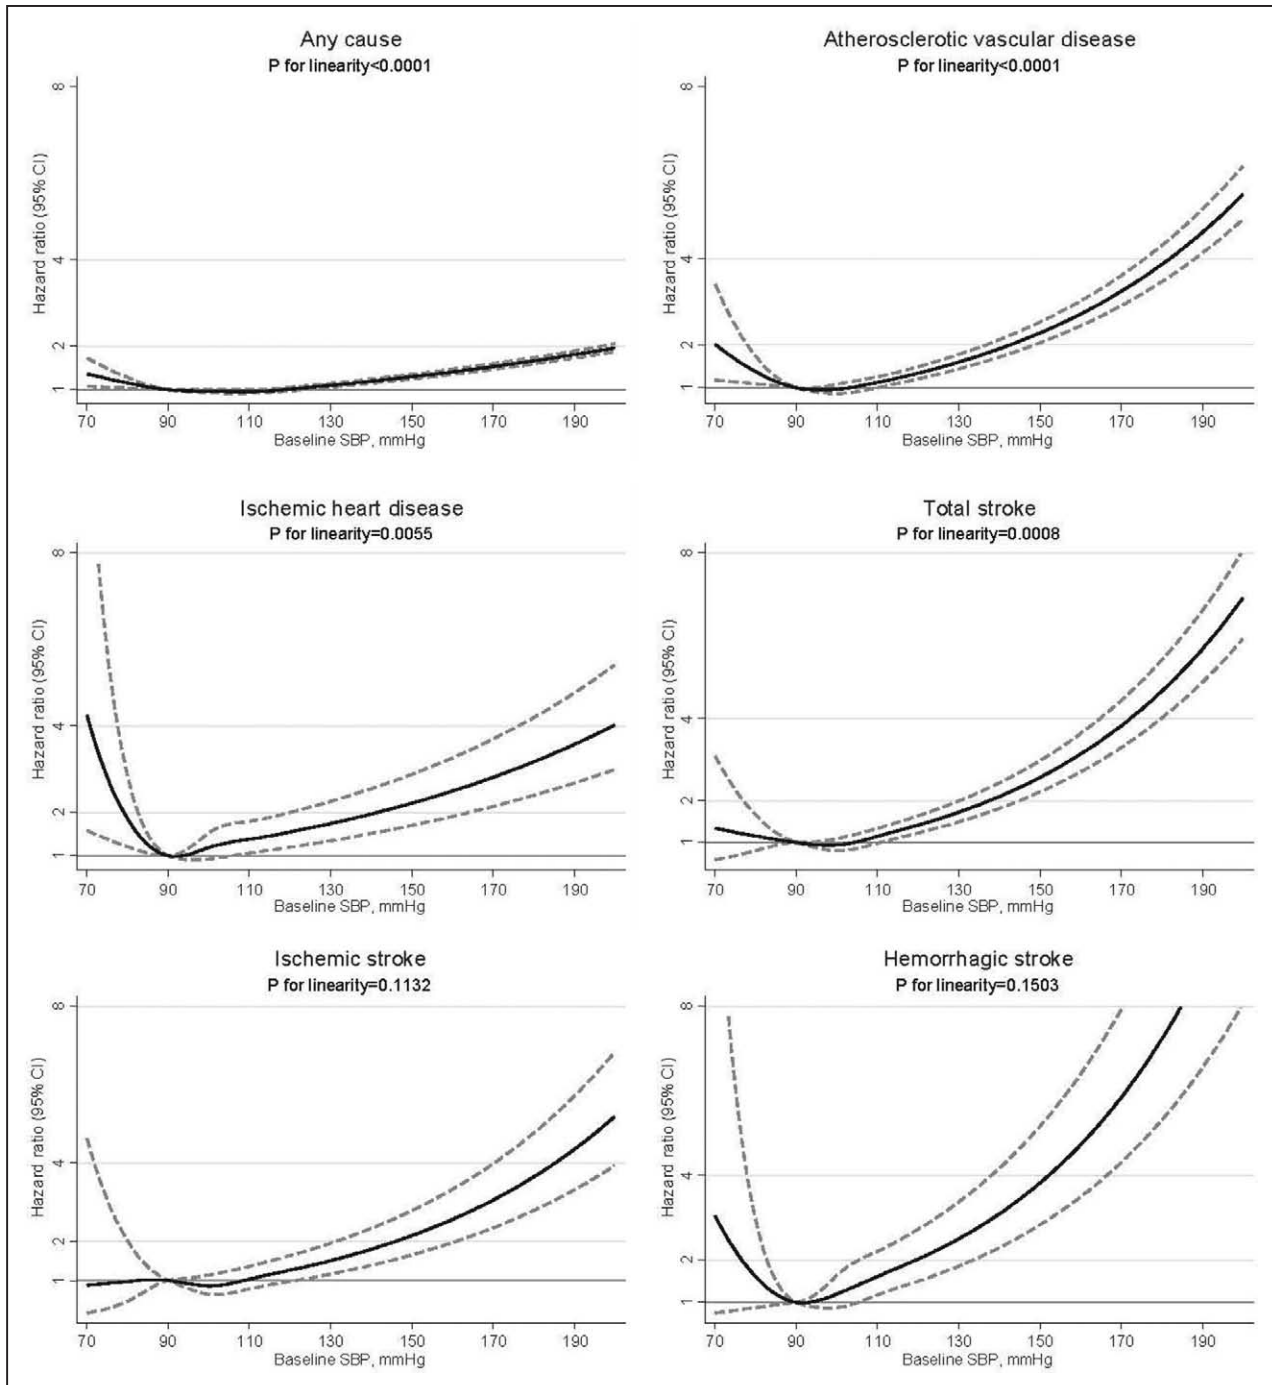 Any cause
P for linearity<0.0001
Hazard ratio (95% CI)
8
4
2
1
70 90 110 130 150 170 190
Baseline SBP, mmHg
Atherosclerotic vascular disease
P for linearity<0.0001
Hazard ratio (95% CI)
8
4
2
1
70 90 110 130 150 170 190
Baseline SBP, mmHg
Ischemic heart disease
P for linearity=0.0055
Hazard ratio (95% CI)
8
4
2
1
70 90 110 130 150 170 190
Baseline SBP, mmHg
Total stroke
P for linearity=0.0008
Hazard ratio (95% CI)
8
4
2
1
70 90 110 130 150 170 190
Baseline SBP, mmHg
Ischemic stroke
P for linearity=0.1132
Hazard ratio (95% CI)
8
4
2
1
70 90 110 130 150 170 190
Baseline SBP, mmHg
Hemorrhagic stroke
P for linearity=0.1503
Hazard ratio (95% CI)
8
4
2
1
70 90 110 130 150 170 190
Baseline SBP, mmHg